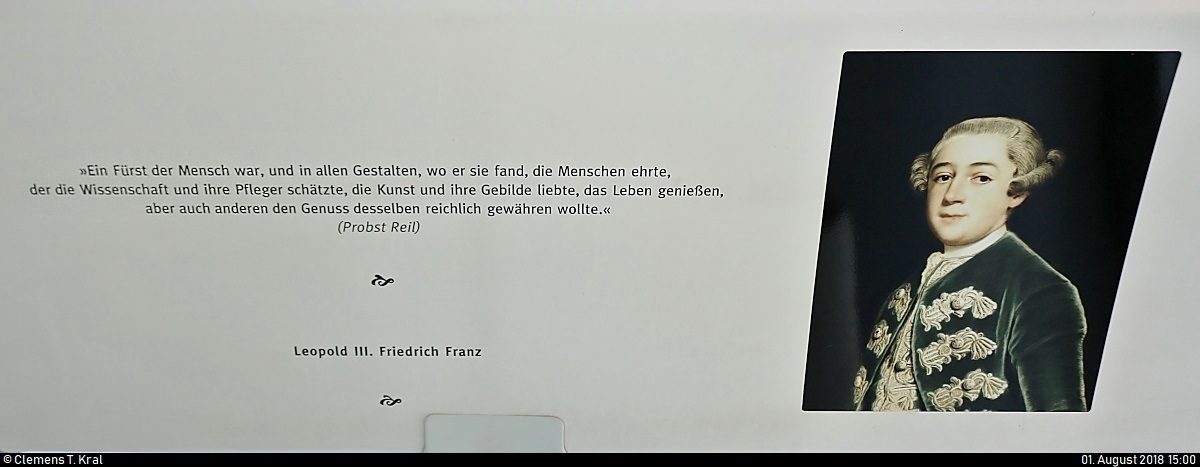 »Ein Fürst der Mensch war, und in allen Gestalten, wo er sie fand, die Menschen ehrte,
der die Wissenschaft und ihre Pfleger schätzte, die Kunst und ihre Gebilde liebte, das Leben genießen,
aber auch anderen den Genuss desselben reichlich gewähren wollte.«
(Probst Reil)
Leopold III. Friedrich Franz
© Clemens T. Kral
01. August 2018 15:00